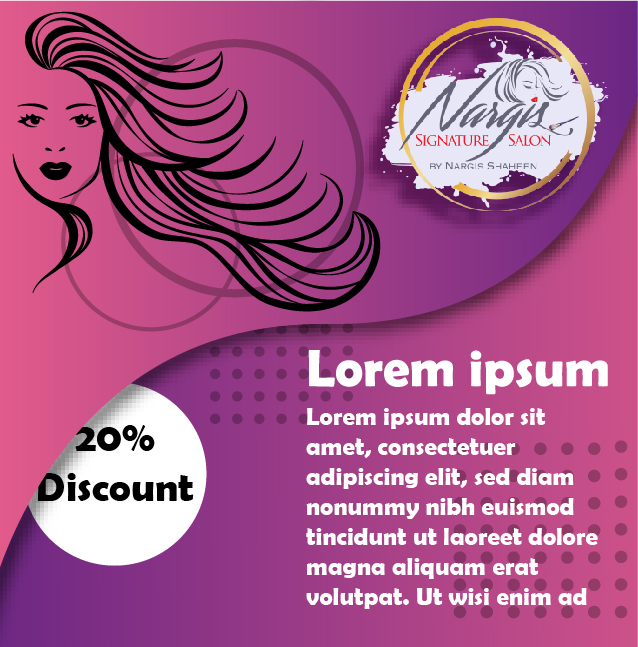 Nargis
SIGNATURE SALON
BY NARGIS SHAHEEN
Lorem ipsum
Lorem ipsum dolor sit
amet, consectetuer
adipiscing elit, sed diam
nonummy nibh euismod
tincidunt ut laoreet dolore
magna aliquam erat
volutpat. Ut wisi enim ad
20%
Discount